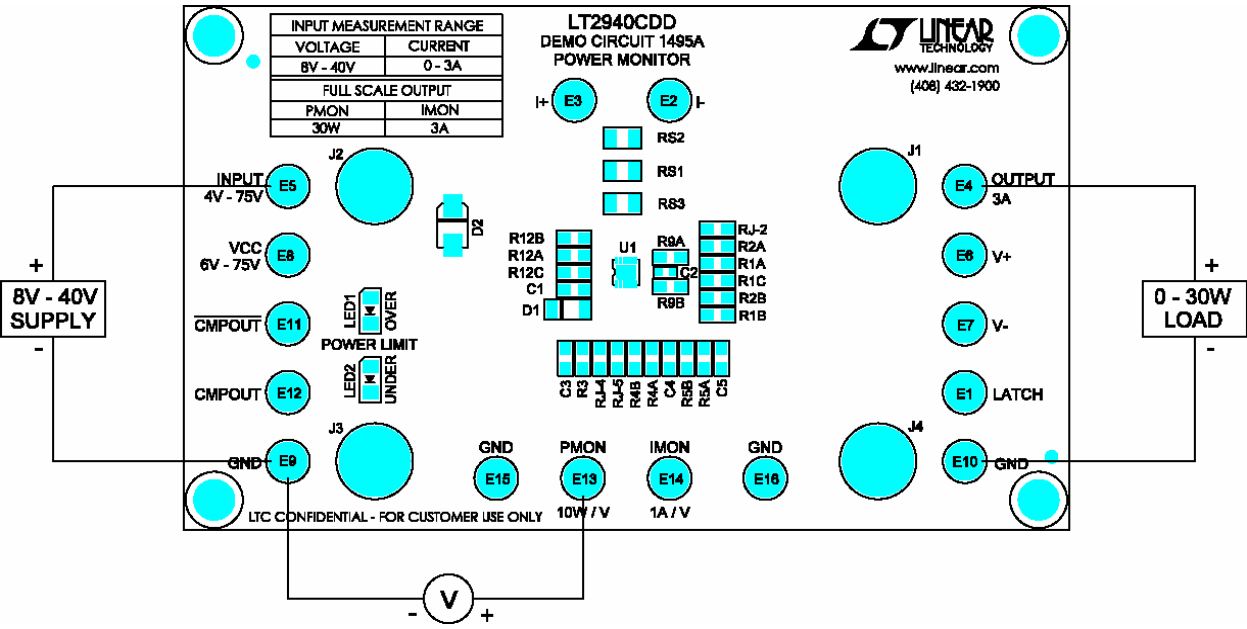 INPUT MEASUREMENT RANGE
VOLTAGE CURRENT
8V - 40V 0 - 3A
FULL SCALE OUTPUT
PMON IMON
30W 3A
LT2940CDD
DEMO CIRCUIT 1495A
POWER MONITOR
LINEAR
TECHNOLOGY
www.linear.com
(408) 432-1900
I+ E3 E2 I-
RS2
RS1
RS3
J2
J1
INPUT E5
4V - 75V
E4 OUTPUT
3A
VCC E8
6V - 75V
E6 V+
D2
R12B
R12A
R12C
C1
D1
U1
R9A
C2
R9B
RJ-2
R2A
R1A
R1C
R2B
R1B
+
8V - 40V
SUPPLY
-
+
0 - 30W
LOAD
-
CMPOUT E11
LED1 OVER
POWER LIMIT
LED2 UNDER
E7 V-
CMPOUT E12
E1 LATCH
C3 R3 RJ-4 RJ-5 R4B R4A C4 R5B R5A C5
J3
J4
GND E9
E10 GND
GND PMON IMON GND
E15 E13 E14 E16
10W / V 1A / V
LTC CONFIDENTIAL - FOR CUSTOMER USE ONLY
- V +